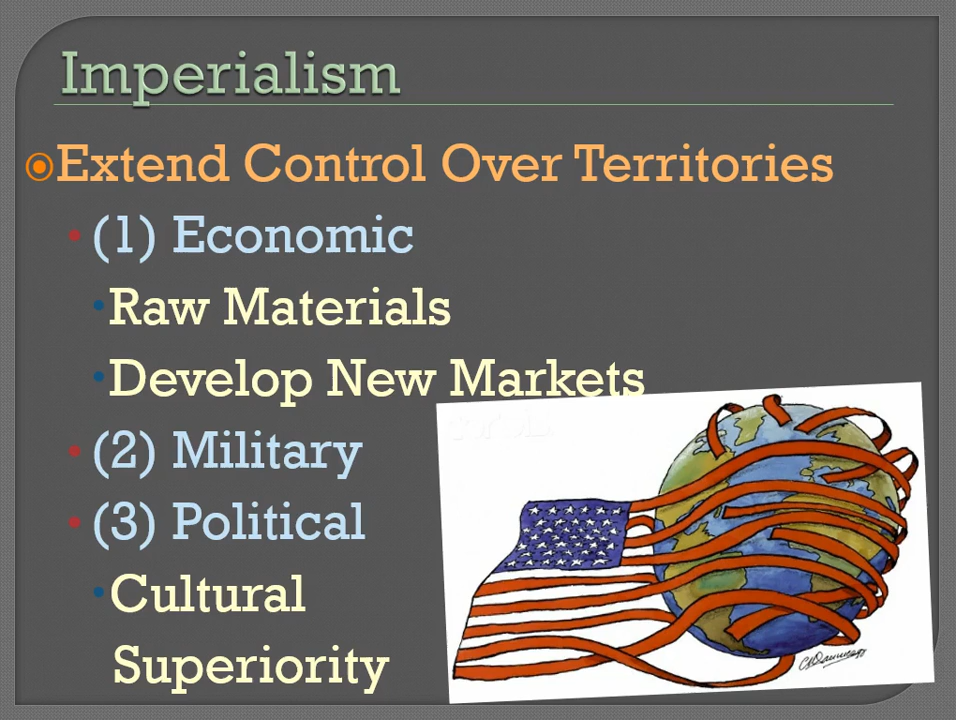 Imperialism
Extend Control Over Territories
(1) Economic
Raw Materials
Develop New Markets
(2) Military
(3) Political
Cultural
Superiority